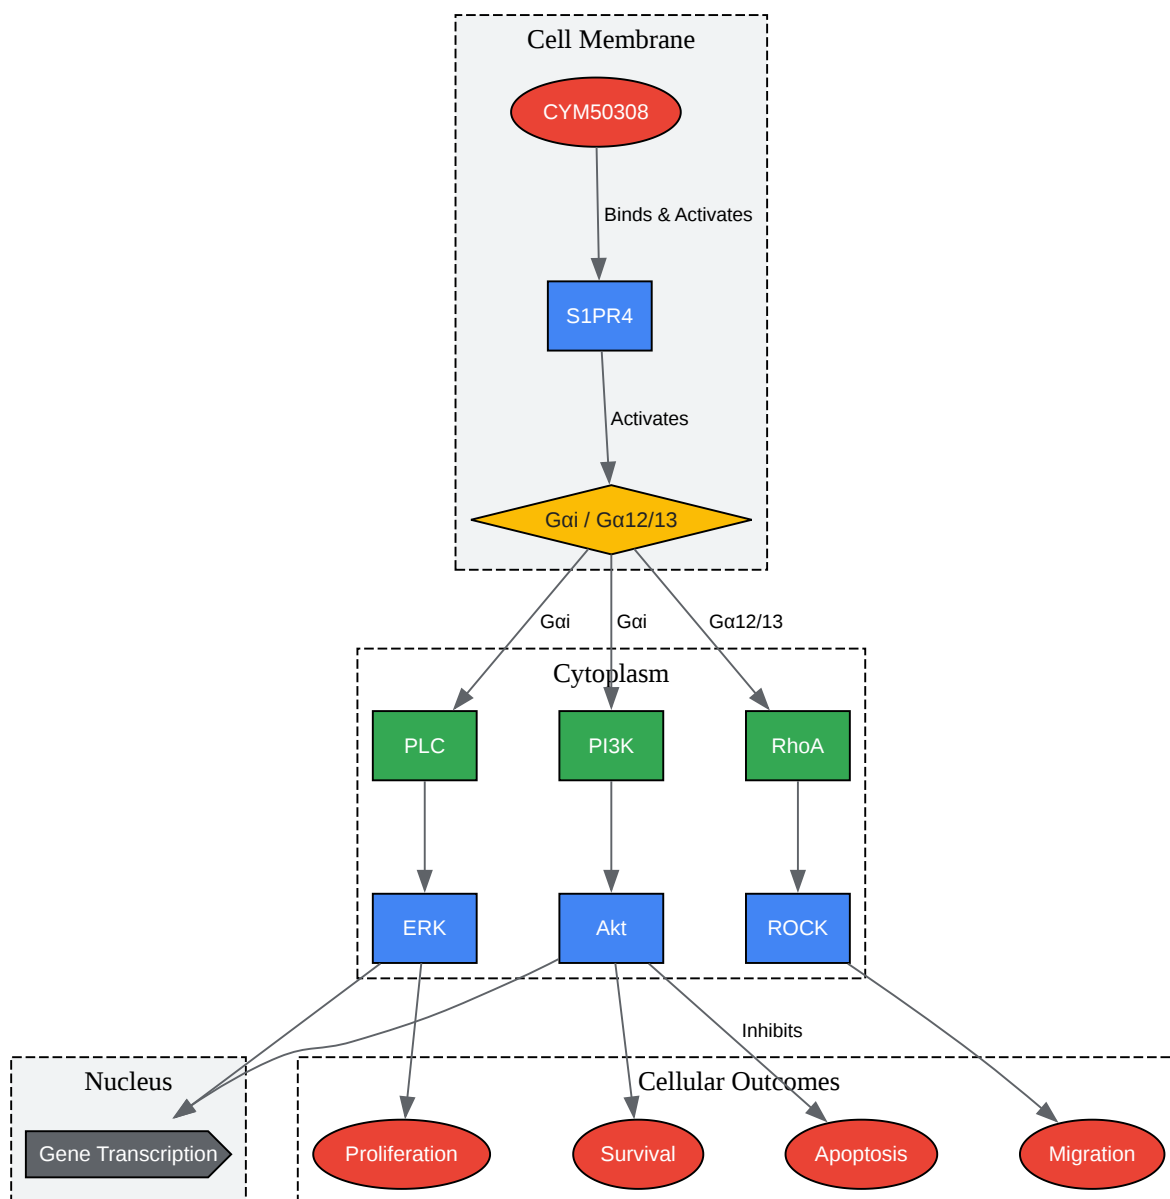 Cell Membrane
CYM50308
Binds & Activates
S1PR4
Activates
Gαi / Gα12/13
Gαi
Gαi
Gα12/13
Cytoplasm
PLC
PI3K
RhoA
ERK
Akt
ROCK
Inhibits
Nucleus
Cellular Outcomes
Gene Transcription
Proliferation
Survival
Apoptosis
Migration